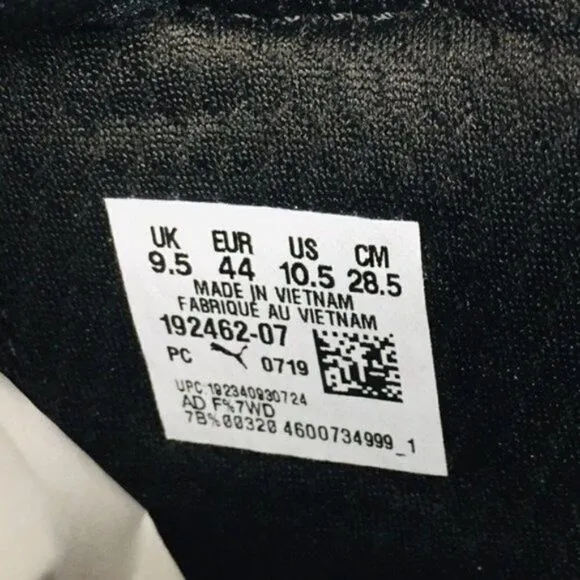 UK EUR US CM
9.5 44 10.5 28.5
MADE IN VIETNAM
FABRIQUE AU VIETNAM
192462-07
PC 0719
UPC:192340930724
AD F%7WD
7B%00320 4600734999_1